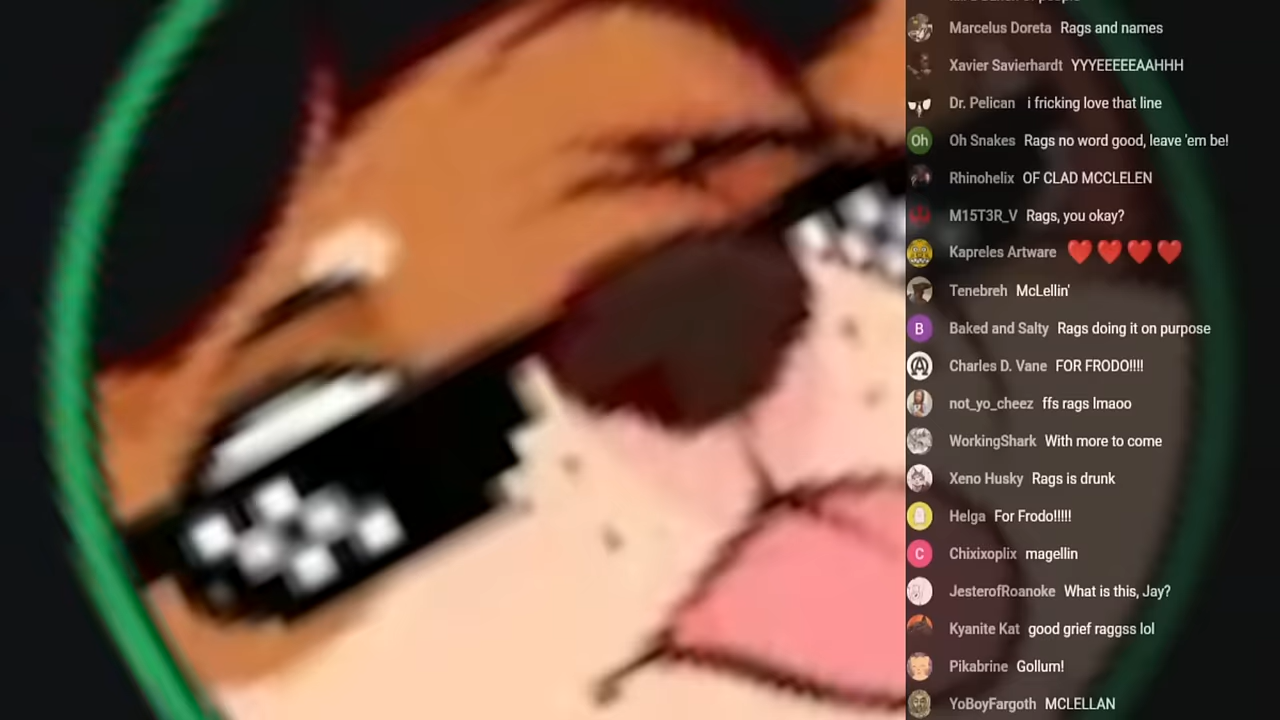 Marcelus Doreta Rags and names
Xavier Savierhardt YYYEEEEEAAHHH
Dr. Pelican i fricking love that line
Oh Oh Snakes Rags no word good, leave 'em be!
Rhinohelix OF CLAD MCCLELEN
M15T3R_V Rags, you okay?
Kapreles Artware ❤️❤️❤️❤️
Tenebreh McLellin'
B Baked and Salty Rags doing it on purpose
Charles D. Vane FOR FRODO!!!!
not_yo_cheez ffs rags lmaoo
WorkingShark With more to come
Xeno Husky Rags is drunk
Helga For Frodo!!!!!
C Chixixoplix magellin
JesterofRoanoke What is this, Jay?
Kyanite Kat good grief raggss lol
Pikabrine Gollum!
YoBoyFargoth MCLELLAN